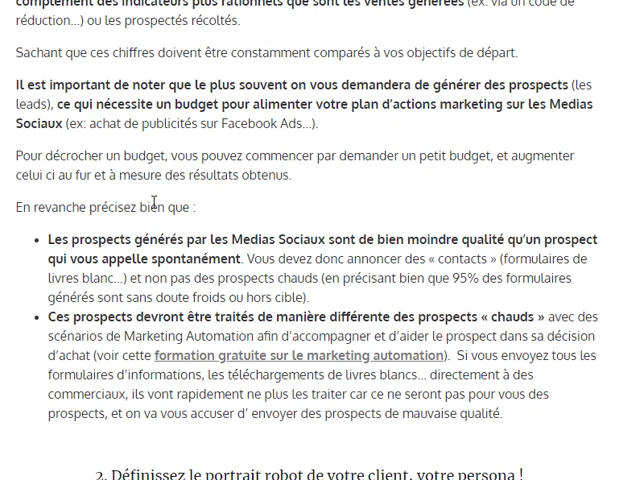 complément des indicateurs plus rationnels que sont les ventes générées (ex: via un code de
réduction...) ou les prospectés récoltés.
Sachant que ces chiffres doivent être constamment comparés à vos objectifs de départ.
Il est important de noter que le plus souvent on vous demandera de générer des prospects (les
leads), ce qui nécessite un budget pour alimenter votre plan d'actions marketing sur les Medias
Sociaux (ex: achat de publicités sur Facebook Ads...).
Pour décrocher un budget, vous pouvez commencer par demander un petit budget, et augmenter
celui ci au fur et à mesure des résultats obtenus.
En revanche précisez bien que :
• Les prospects générés par les Medias Sociaux sont de bien moindre qualité qu'un prospect
qui vous appelle spontanément. Vous devez donc annoncer des « contacts » (formulaires de
livres blanc...) et non pas des prospects chauds (en précisant bien que 95% des formulaires
générés sont sans doute froids ou hors cible).
• Ces prospects devront être traités de manière différente des prospects « chauds » avec des
scénarios de Marketing Automation afin d'accompagner et d'aider le prospect dans sa décision
d'achat (voir cette formation gratuite sur le marketing automation). Si vous envoyez tous les
formulaires d'informations, les téléchargements de livres blancs... directement à des
commerciaux, ils vont rapidement ne plus les traiter car ce ne seront pas pour vous des
prospects, et on va vous accuser d' envoyer des prospects de mauvaise qualité.
2. Définissez le portrait robot de votre client, votre persona !